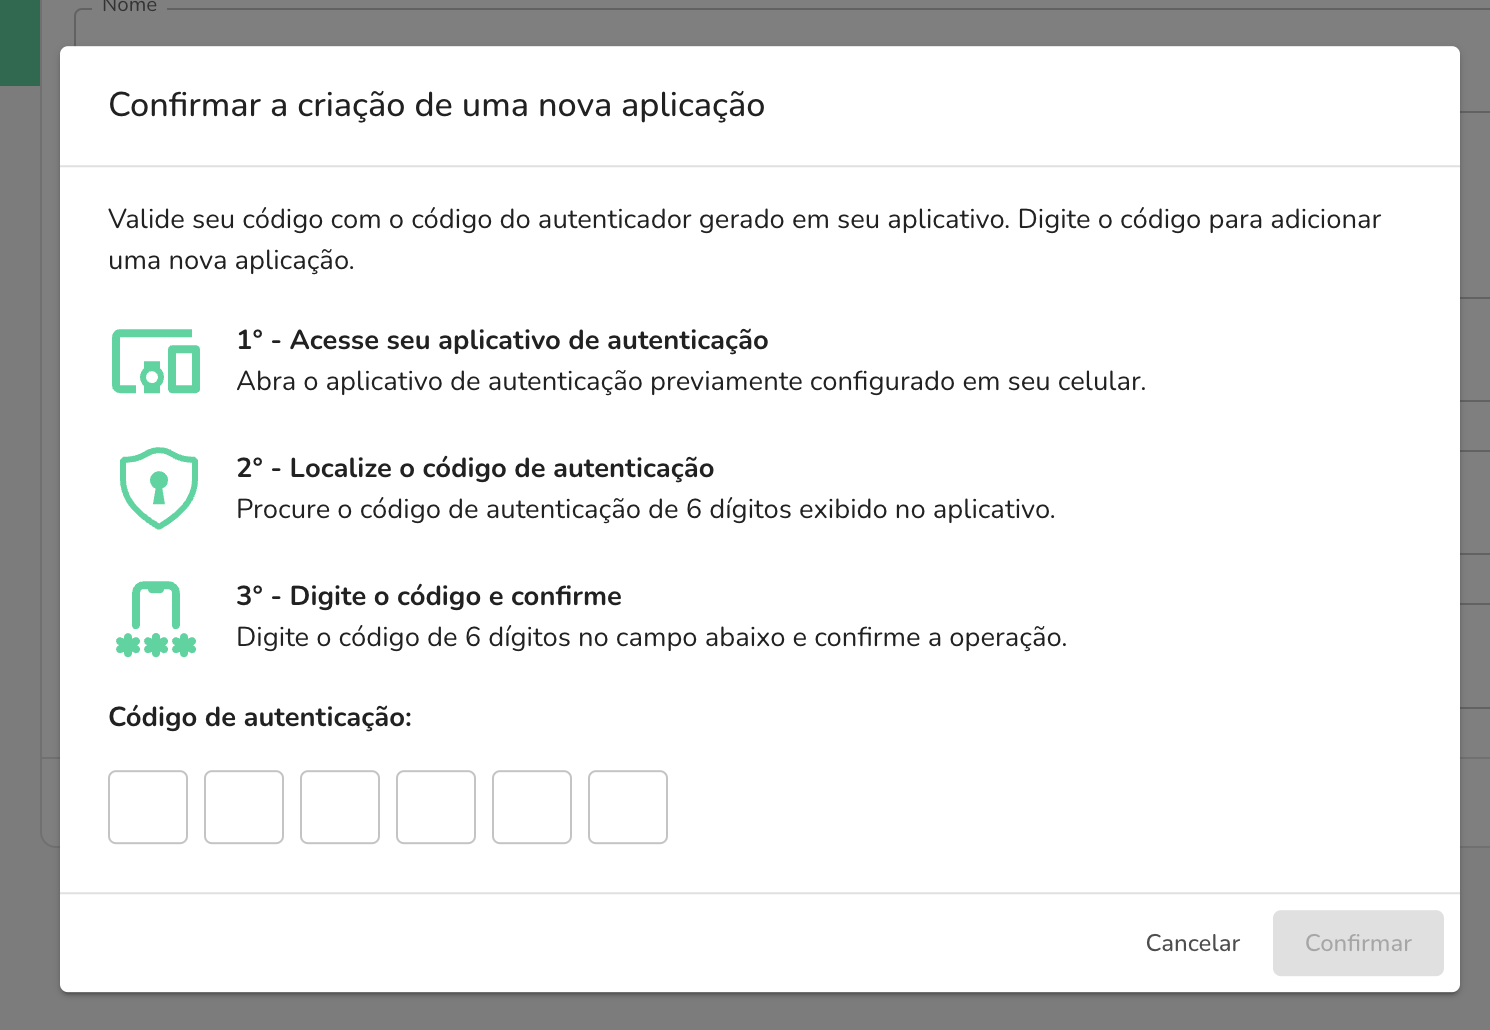 Nome
Confirmar a criação de uma nova aplicação
Valide seu código com o código do autenticador gerado em seu aplicativo. Digite o código para adicionar
uma nova aplicação.
1° - Acesse seu aplicativo de autenticação
Abra o aplicativo de autenticação previamente configurado em seu celular.
2° - Localize o código de autenticação
Procure o código de autenticação de 6 dígitos exibido no aplicativo.
3° - Digite o código e confirme
Digite o código de 6 dígitos no campo abaixo e confirme a operação.
Código de autenticação:
Cancelar Confirmar